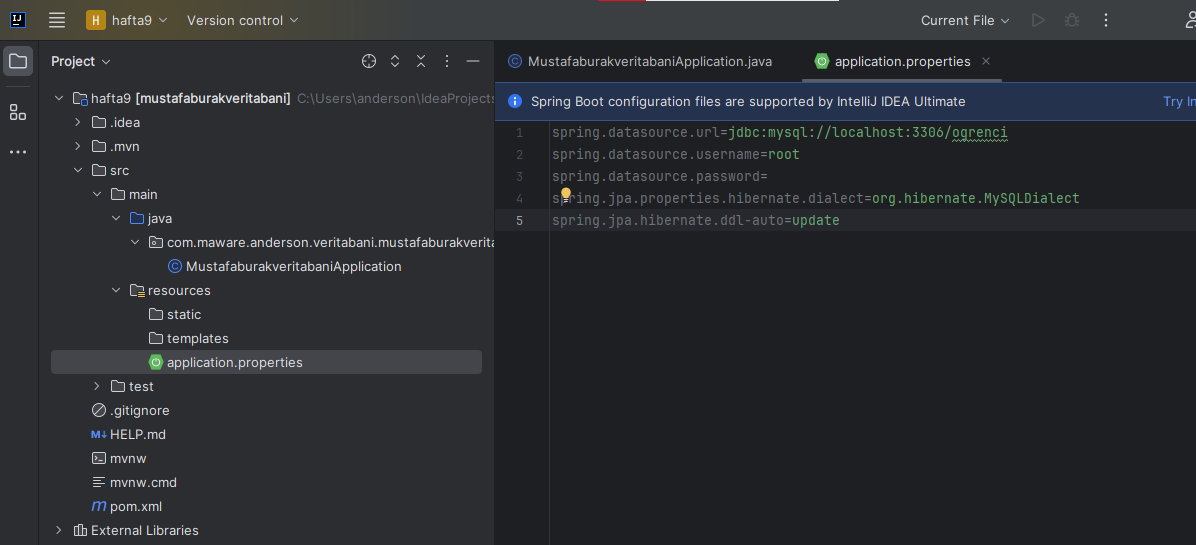 H hafta9 Version control Current File
Project
MustafaburakveritabaniApplication.java application.properties
hafta9 [mustafaburakveritabani] C:\Users\anderson\IdeaProjects
.idea
.mvn
src
main
java
com.maware.anderson.veritabani.mustafaburakverita
MustafaburakveritabaniApplication
resources
static
templates
application.properties
test
.gitignore
M↓ HELP.md
mvnw
mvnw.cmd
m pom.xml
External Libraries
Spring Boot configuration files are supported by IntelliJ IDEA Ultimate Try In
1 spring.datasource.url=jdbc:mysql://localhost:3306/ogrenci
2 spring.datasource.username=root
3 spring.datasource.password=
4 spring.jpa.properties.hibernate.dialect=org.hibernate.MySQLDialect
5 spring.jpa.hibernate.ddl-auto=update